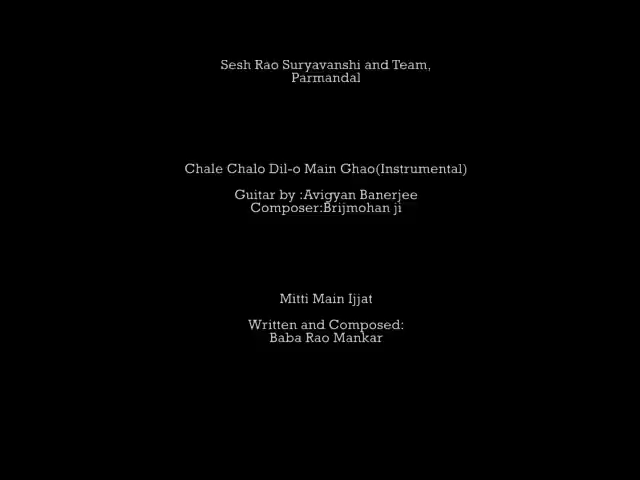 Sesh Rao Suryavanshi and Team,
Parmandal
Chale Chalo Dil-o Main Ghao(Instrumental)
Guitar by :Avigyan Banerjee
Composer:Brijmohan ji
Mitti Main Ijjat
Written and Composed:
Baba Rao Mankar